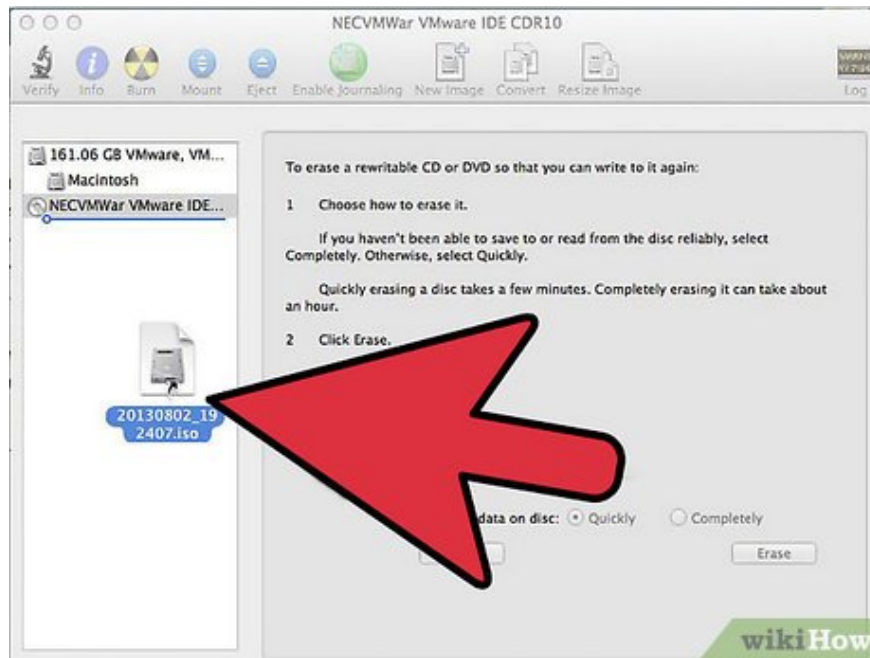 NECVMWar VMware IDE CDR10
Verify Info Burn Mount Eject Enable Journaling New Image Convert Resize Image Log
161.06 GB VMware, VM...
Macintosh
NECVMWar VMware IDE...
20130802_19
2407.iso
To erase a rewritable CD or DVD so that you can write to it again:
1 Choose how to erase it.
If you haven't been able to save to or read from the disc reliably, select
Completely. Otherwise, select Quickly.
Quickly erasing a disc takes a few minutes. Completely erasing it can take about
an hour.
2 Click Erase.
data on disc: Quickly Completely
Erase
wikiHow